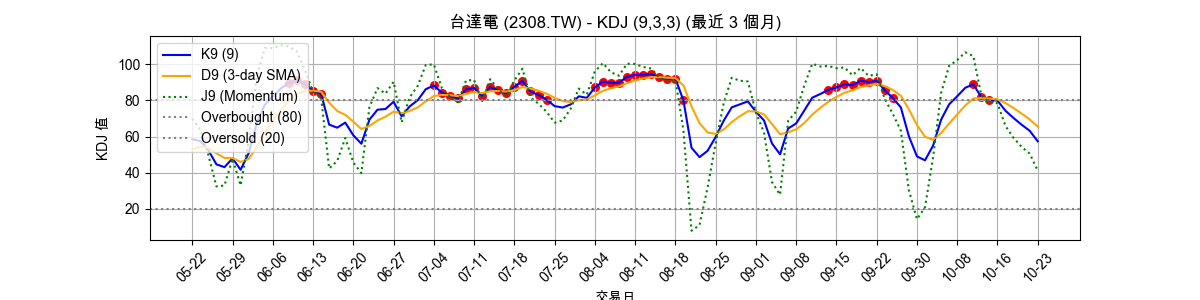 台達電 (2308.TW) - KDJ (9,3,3) (最近 3 個月)
K9 (9)
D9 (3-day SMA)
J9 (Momentum)
Overbought (80)
Oversold (20)
KDJ 值
100
80
60
40
20
05-22 05-29 06-06 06-13 06-20 06-27 07-04 07-11 07-18 07-25 08-04 08-11 08-18 08-25 09-01 09-08 09-15 09-22 09-30 10-08 10-16 10-23
交易日